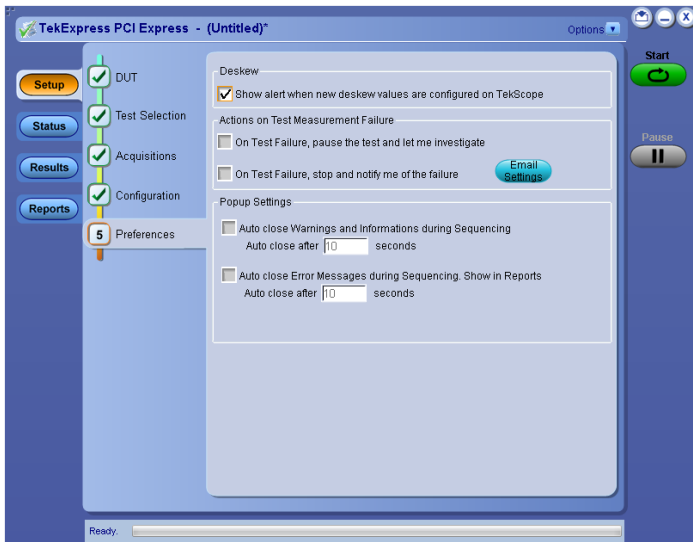 TekExpress PCI Express - (Untitled)*
Options
Start
Setup
Status
Results
Reports
DUT
Test Selection
Acquisitions
Configuration
5 Preferences
Deskew
Show alert when new deskew values are configured on TekScope
Actions on Test Measurement Failure
On Test Failure, pause the test and let me investigate
On Test Failure, stop and notify me of the failure
Email
Settings
Popup Settings
Auto close Warnings and Informations during Sequencing
Auto close after 10 seconds
Auto close Error Messages during Sequencing. Show in Reports
Auto close after 10 seconds
Pause
Ready.